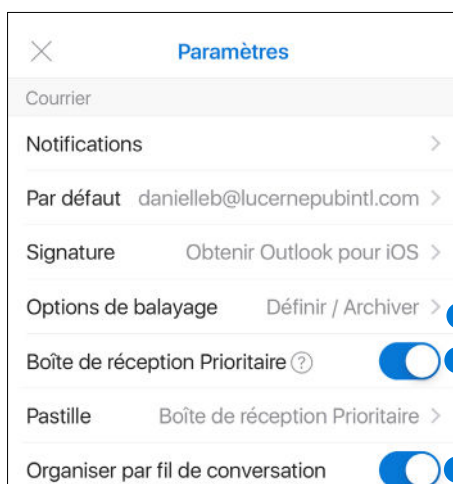 Paramètres
Courrier
Notifications
Par défaut danielleb@lucernepubintl.com
Signature Obtenir Outlook pour iOS
Options de balayage Définir / Archiver
Boîte de réception Prioritaire ?
Pastille Boîte de réception Prioritaire
Organiser par fil de conversation